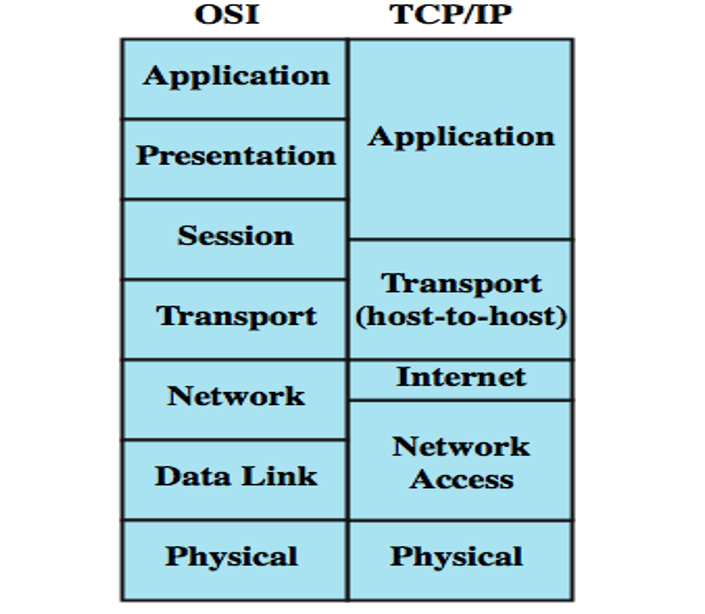 OSI TCP/IP
Application
Presentation
Session
Transport
Network
Data Link
Physical
Application
Transport
(host-to-host)
Internet
Network
Access
Physical